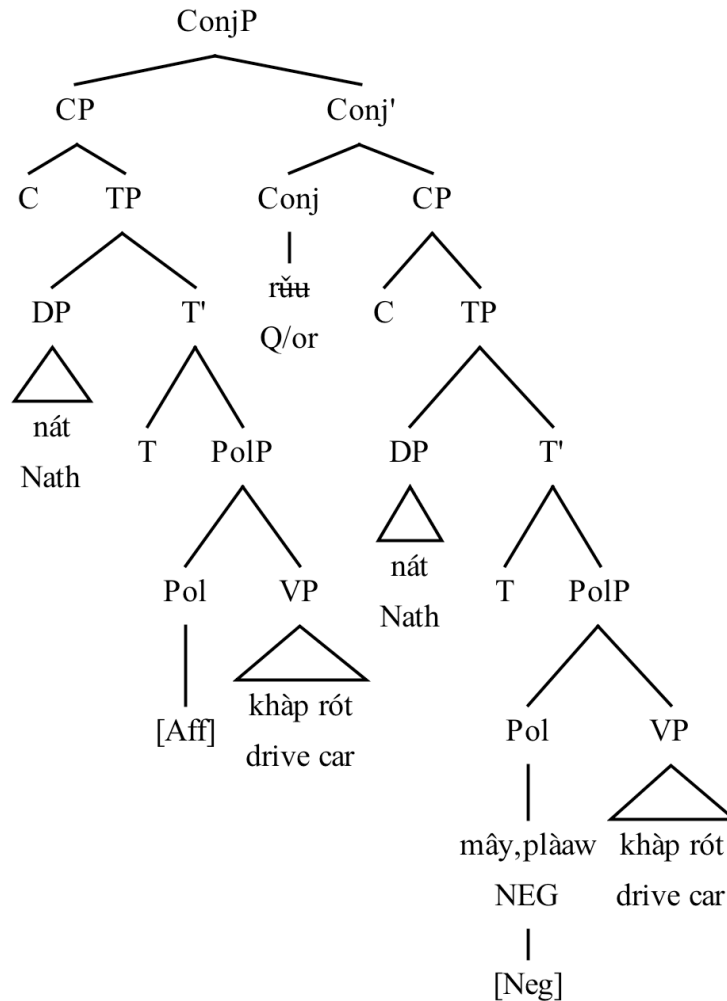 ConjP
CP Conj'
C TP Conj CP
rǔu
DP T' Q/or C TP
nát
Nath
T PolP DP T'
nát
Nath
Pol VP T PolP
[Aff] khàp rót
drive car
Pol VP
mây,plàaw khàp rót
NEG drive car
[Neg]